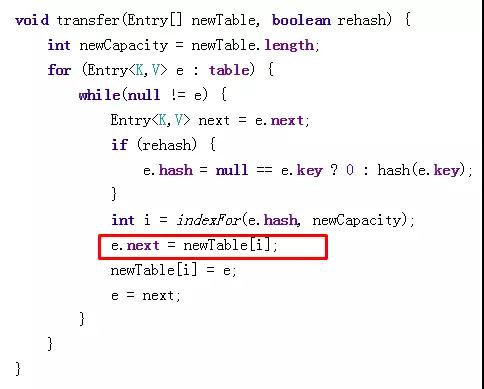 void transfer(Entry[] newTable, boolean rehash) {
    int newCapacity = newTable.length;
    for (Entry<K,V> e : table) {
        while(null != e) {
            Entry<K,V> next = e.next;
            if (rehash) {
                e.hash = null == e.key ? 0 : hash(e.key);
            }
            int i = indexFor(e.hash, newCapacity);
            e.next = newTable[i];
            newTable[i] = e;
            e = next;
        }
    }
}